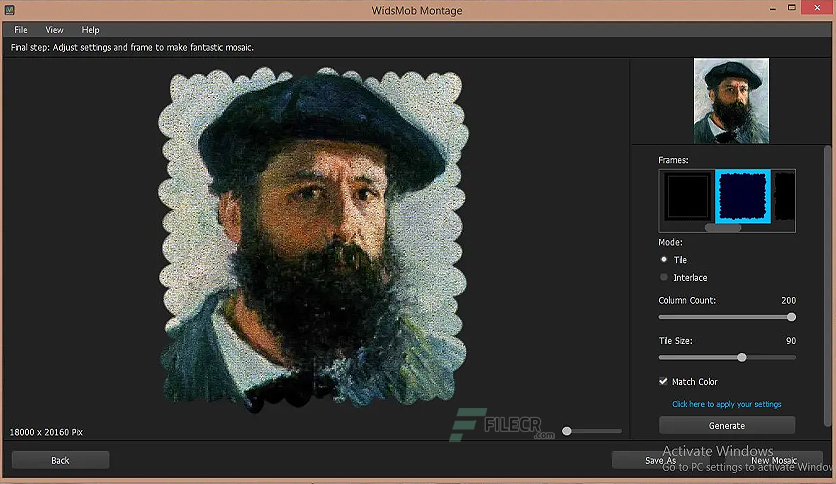 WidsMob Montage
File View Help
Final step: Adjust settings and frame to make fantastic mosaic.
Frames:
Mode:
Tile
Interlace
Column Count: 200
Tile Size: 90
Match Color
Click here to apply your settings
Generate
FILECR
.com
18000 x 20160 Pix
Activate Windows
Back
Save As
New Mosaic
Go to PC settings to activate Windows